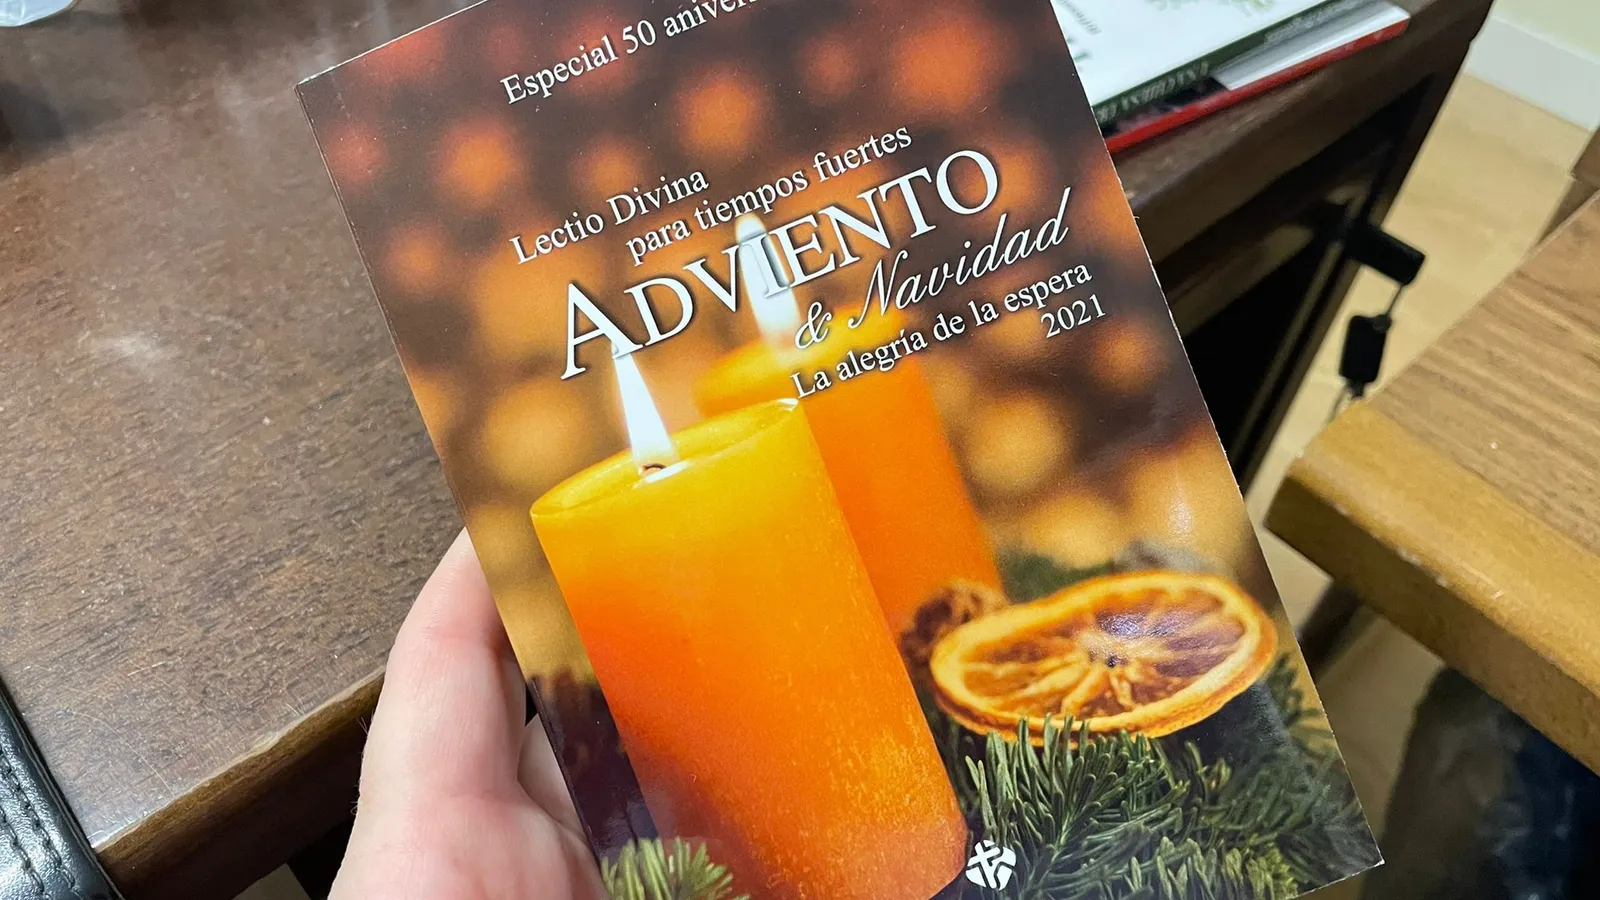 Especial 50
Lectio Divina
para tiempos fuertes
ADVIENTO
& Navidad
La alegría de la espera
2021